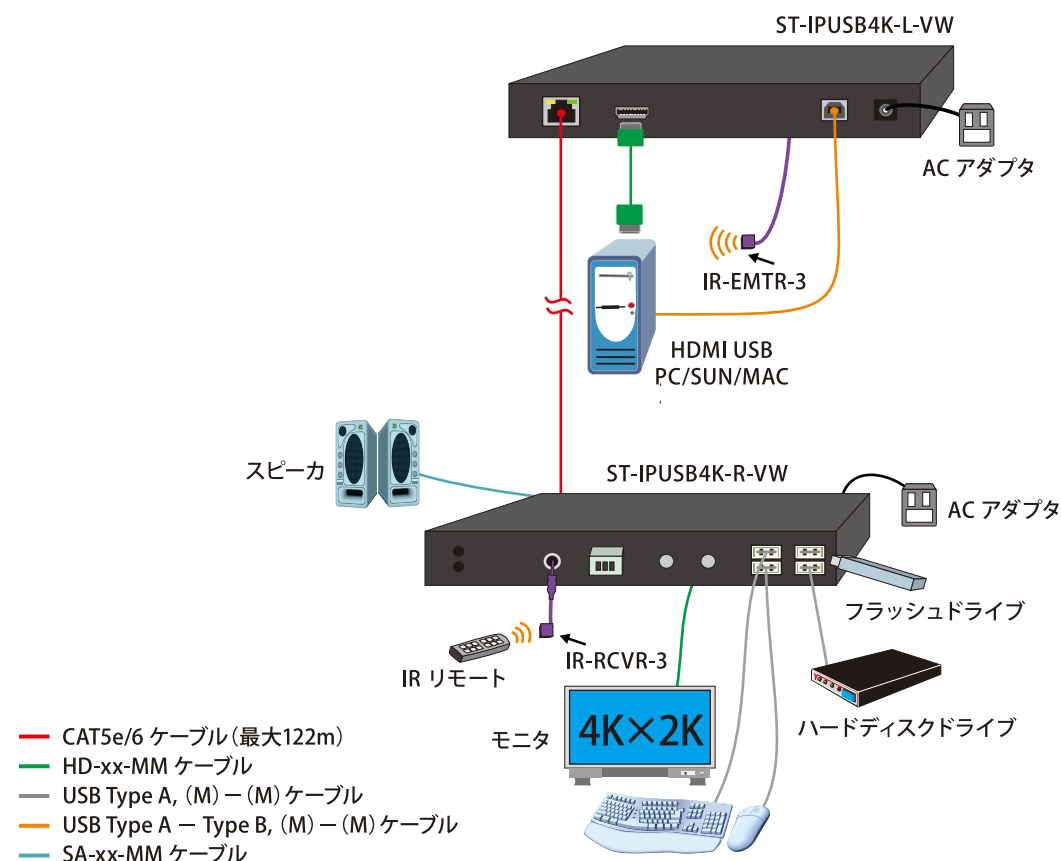 ST-IPUSB4K-L-VW
AC アダプタ
IR-EMTR-3
HDMI USB
PC/SUN/MAC
スピーカ
ST-IPUSB4K-R-VW
AC アダプタ
フラッシュドライブ
IR-RCVR-3
IR リモート
ハードディスクドライブ
モニタ
4K×2K
CAT5e/6 ケーブル（最大122m）
HD-xx-MM ケーブル
USB Type A, (M) － (M) ケーブル
USB Type A － Type B, (M) － (M) ケーブル
SA-xx-MM ケーブル